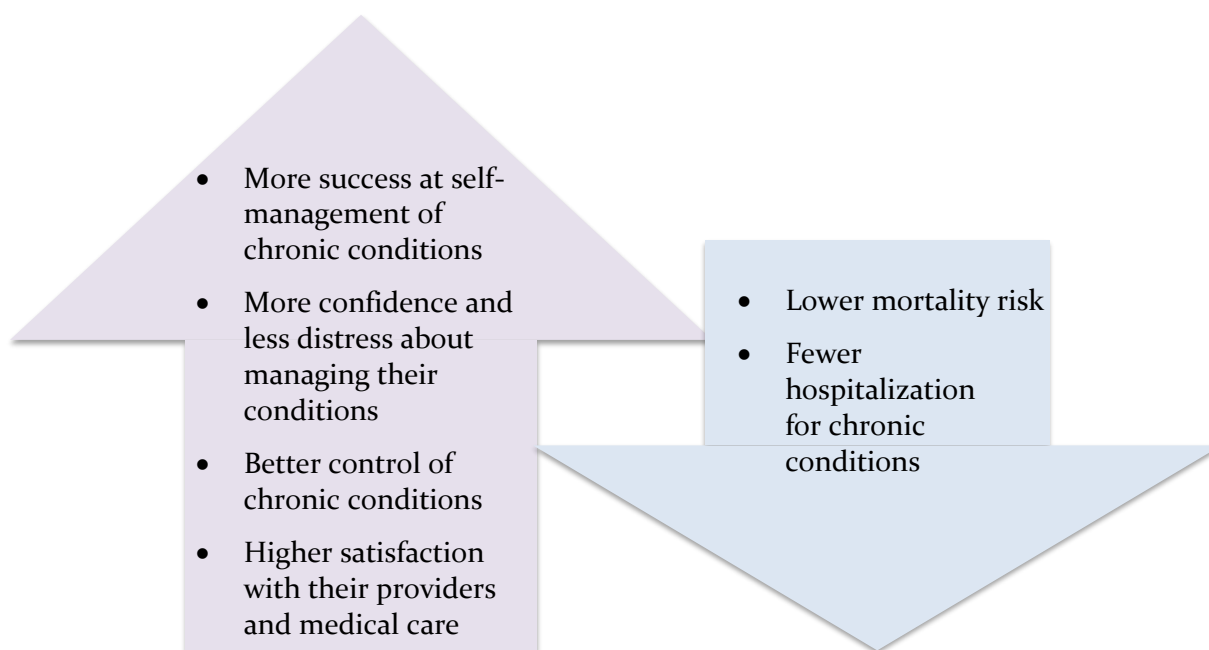 • More success at self-
management of
chronic conditions
• More confidence and
less distress about
managing their
conditions
• Better control of
chronic conditions
• Higher satisfaction
with their providers
and medical care
• Lower mortality risk
• Fewer
hospitalization
for chronic
conditions